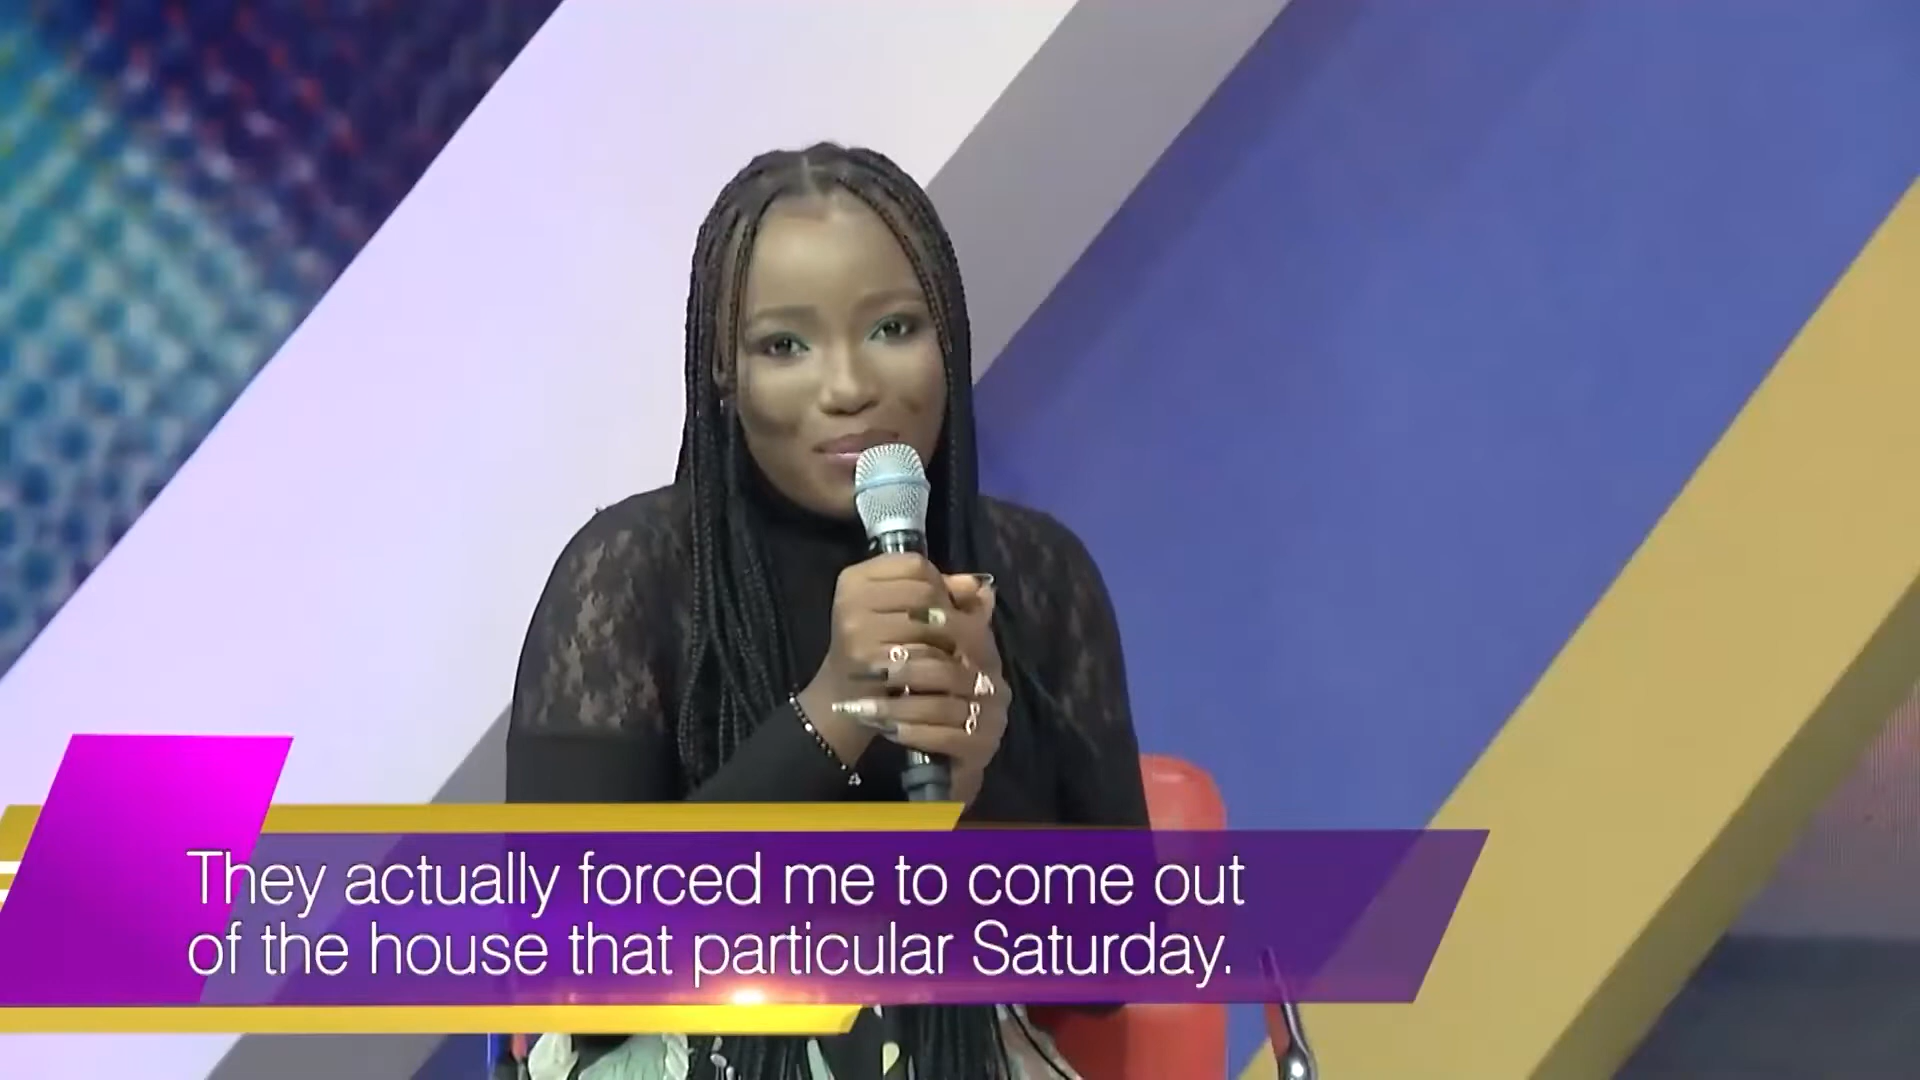 They actually forced me to come out
of the house that particular Saturday.